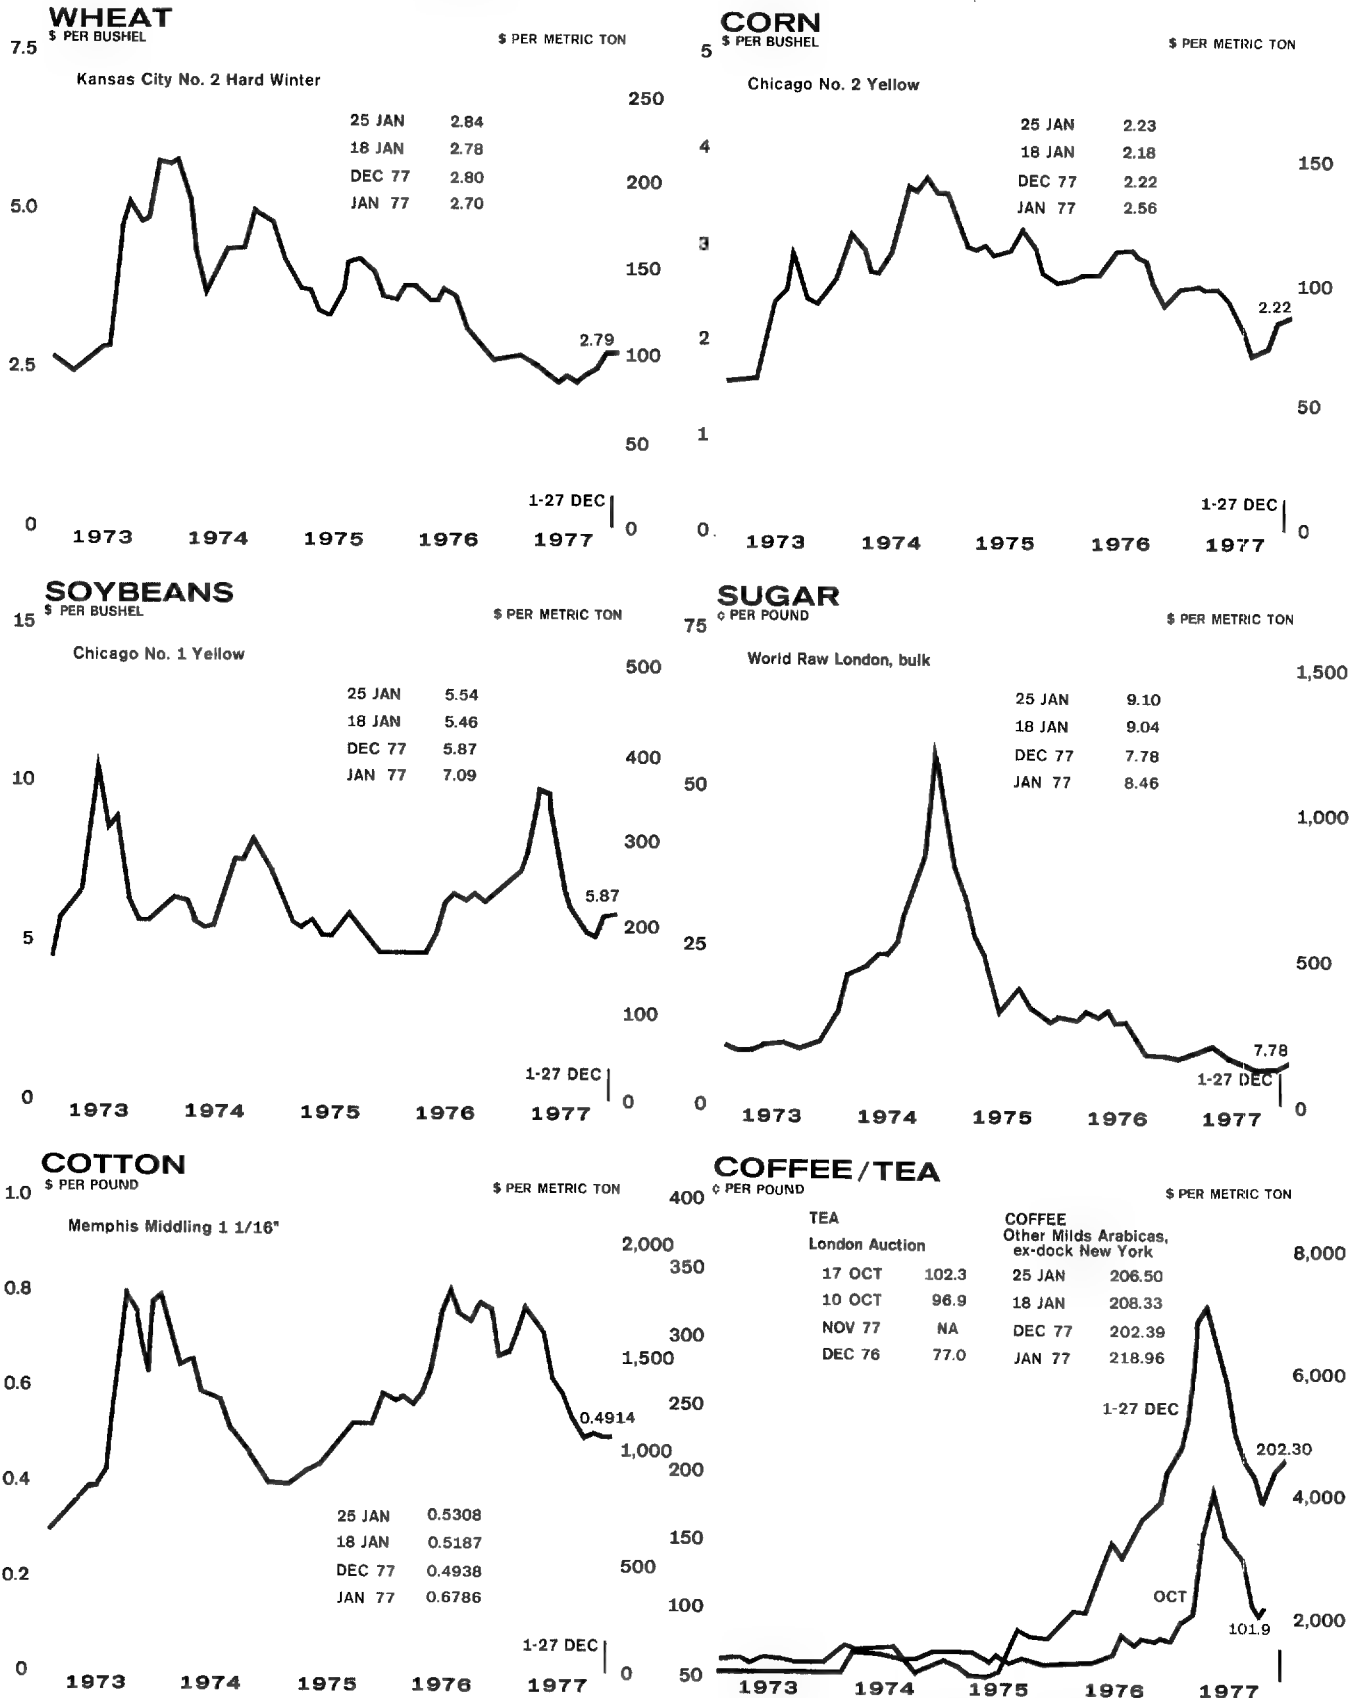 WHEAT
$ PER BUSHEL
$ PER METRIC TON
7.5
Kansas City No. 2 Hard Winter
250
25 JAN 2.84
18 JAN 2.78
DEC 77 2.80
JAN 77 2.70
200
5.0
150
2.79
100
2.5
50
1-27 DEC
0
0
1973 1974 1975 1976 1977
CORN
$ PER BUSHEL
$ PER METRIC TON
5
Chicago No. 2 Yellow
25 JAN 2.23
18 JAN 2.18
DEC 77 2.22
JAN 77 2.56
4
150
3
100
2.22
2
50
1
1-27 DEC
0
0
1973 1974 1975 1976 1977
SOYBEANS
$ PER BUSHEL
$ PER METRIC TON
15
Chicago No. 1 Yellow
500
25 JAN 5.54
18 JAN 5.46
DEC 77 5.87
JAN 77 7.09
400
10
300
5.87
200
5
100
1-27 DEC
0
0
1973 1974 1975 1976 1977
SUGAR
¢ PER POUND
$ PER METRIC TON
75
World Raw London, bulk
1,500
25 JAN 9.10
18 JAN 9.04
DEC 77 7.78
JAN 77 8.46
50
1,000
25
500
7.78
1-27 DEC
0
0
1973 1974 1975 1976 1977
COTTON
$ PER POUND
$ PER METRIC TON
1.0
Memphis Middling 1 1/16"
2,000
0.8
1,500
0.6
0.4914
1,000
0.4
25 JAN 0.5308
18 JAN 0.5187
DEC 77 0.4938
JAN 77 0.6786
500
0.2
1-27 DEC
0
0
1973 1974 1975 1976 1977
COFFEE/TEA
¢ PER POUND
$ PER METRIC TON
400
TEA
London Auction
17 OCT 102.3
10 OCT 96.9
NOV 77 NA
DEC 76 77.0
COFFEE
Other Milds Arabicas,
ex-dock New York
25 JAN 206.50
18 JAN 208.33
DEC 77 202.39
JAN 77 218.96
8,000
350
300
6,000
250
1-27 DEC
202.30
200
4,000
150
OCT
100
101.9
2,000
50
1973 1974 1975 1976 1977